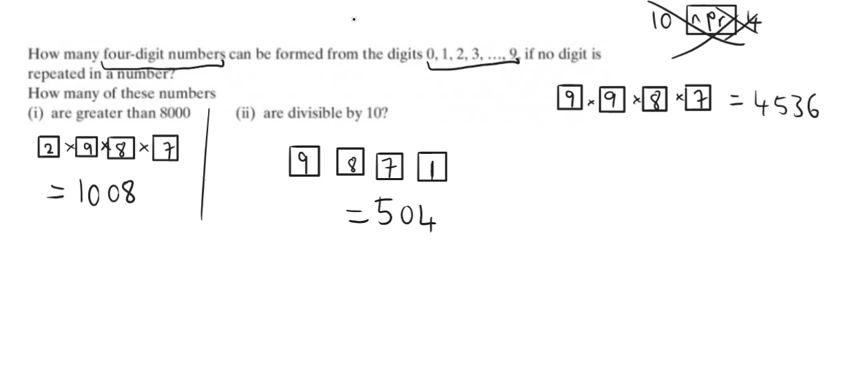 10 nPr 4
How many four-digit numbers can be formed from the digits 0, 1, 2, 3, …, 9, if no digit is
repeated in a number?
9 × 9 × 8 × 7 = 4536
How many of these numbers
(i) are greater than 8000 (ii) are divisible by 10?
2 × 9 × 8 × 7
= 1008
9 8 7 1
= 504